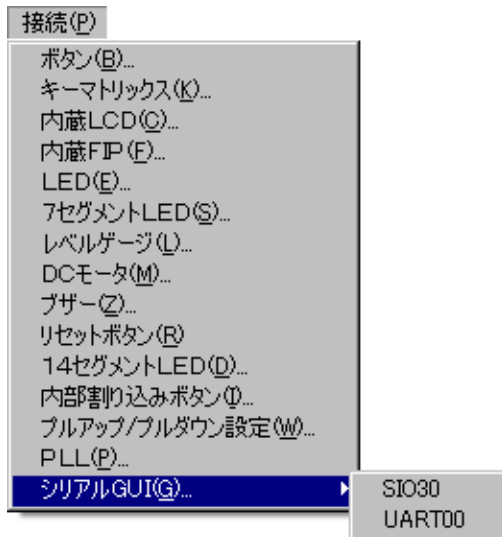 接続(P)
ボタン(B)...
キーマトリックス(K)...
内蔵LCD(C)...
内蔵FIP(F)...
LED(E)...
7セグメントLED(S)...
レベルゲージ(L)...
DCモータ(M)...
ブザー(Z)...
リセットボタン(R)
14セグメントLED(D)...
内部割り込みボタン(I)...
プルアップ/プルダウン設定(W)...
PLL(P)...
シリアルGUI(G)...
SIO30
UART00